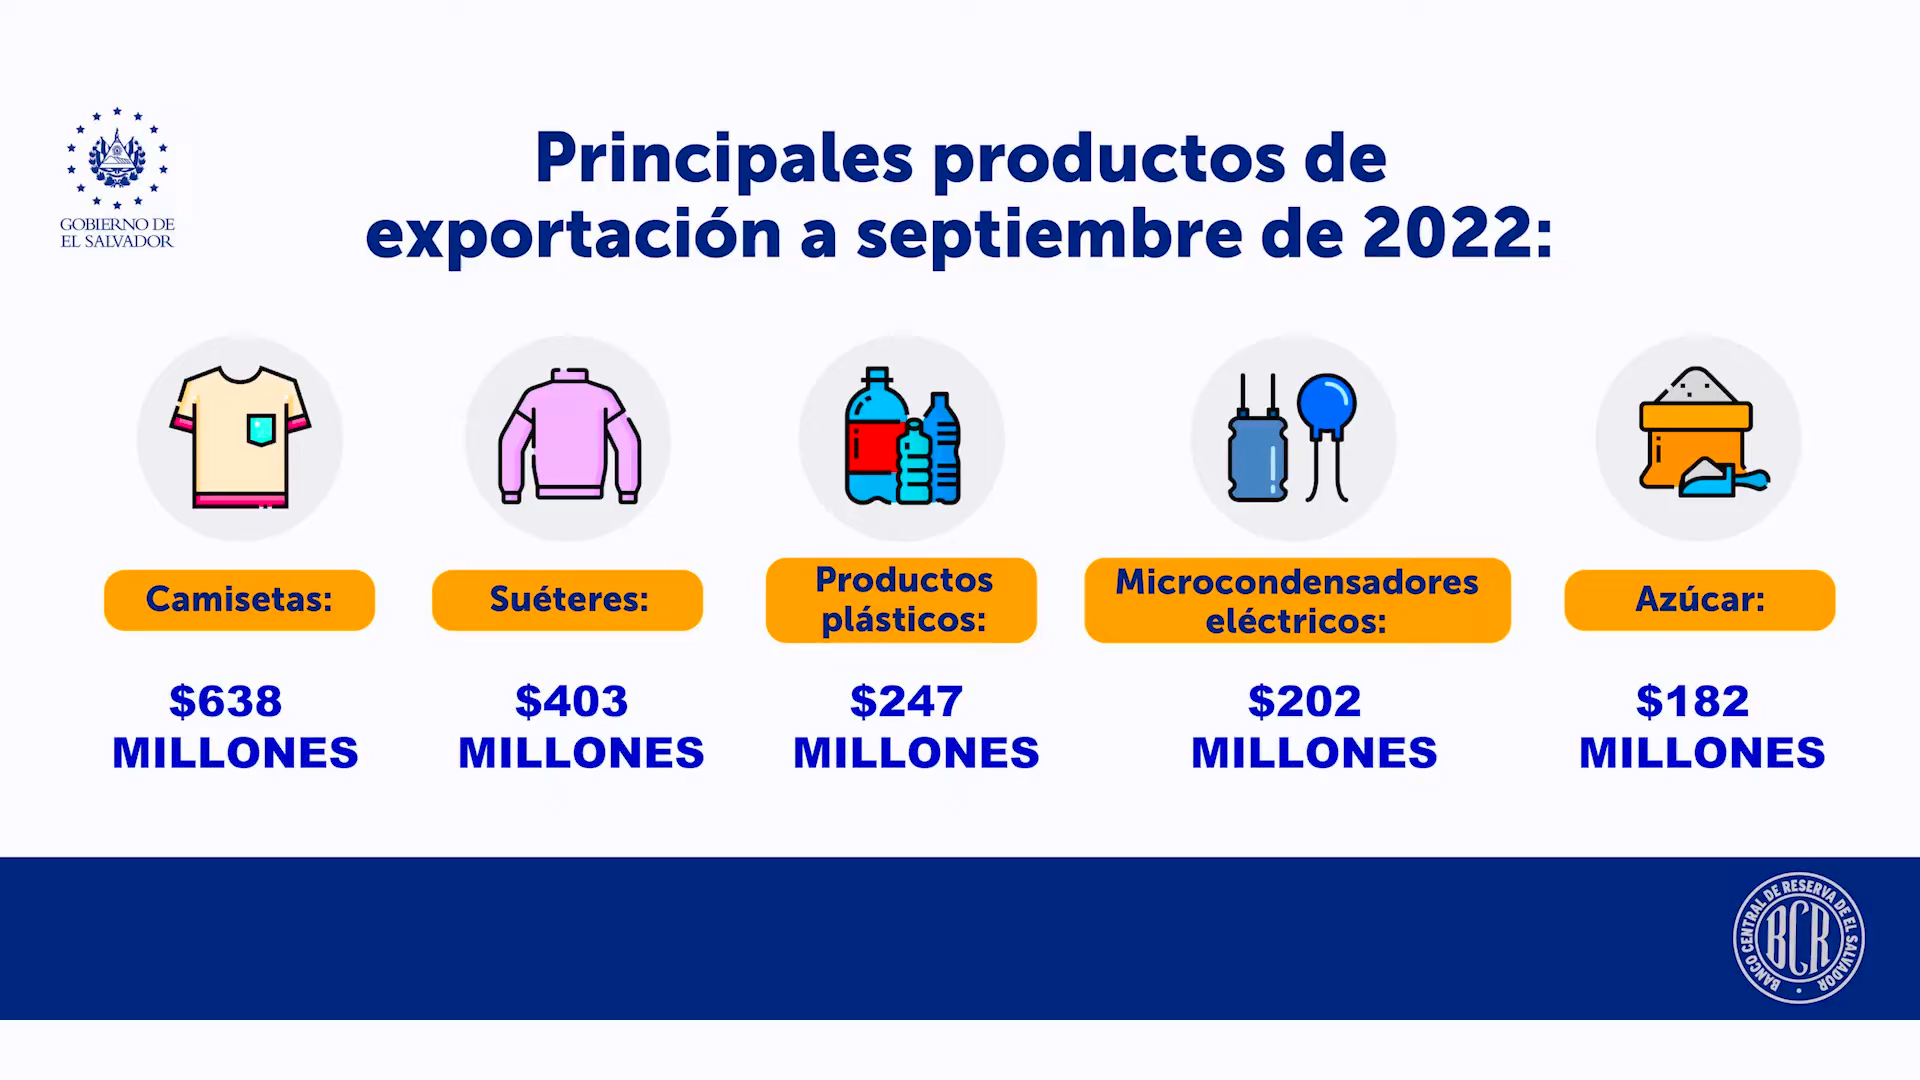 GOBIERNO DE
EL SALVADOR
Principales productos de
exportación a septiembre de 2022:
Camisetas:
$638
MILLONES
Suéteres:
$403
MILLONES
Productos
plásticos:
$247
MILLONES
Microcondensadores
eléctricos:
$202
MILLONES
Azúcar:
$182
MILLONES
BANCO CENTRAL DE RESERVA DE EL SALVADOR
BCR